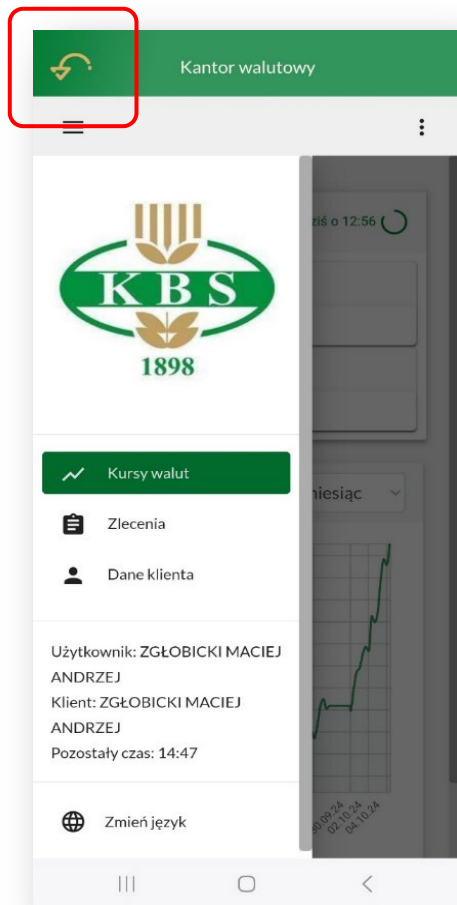 Kantor walutowy
ziś o 12:56
KBS
1898
Kursy walut
niesiąc
Zlecenia
Dane klienta
Użytkownik: ZGŁOBICKI MACIEJ
ANDRZEJ
Klient: ZGŁOBICKI MACIEJ
ANDRZEJ
Pozostały czas: 14:47
30.09.24
02.10.24
04.10.24
Zmień język